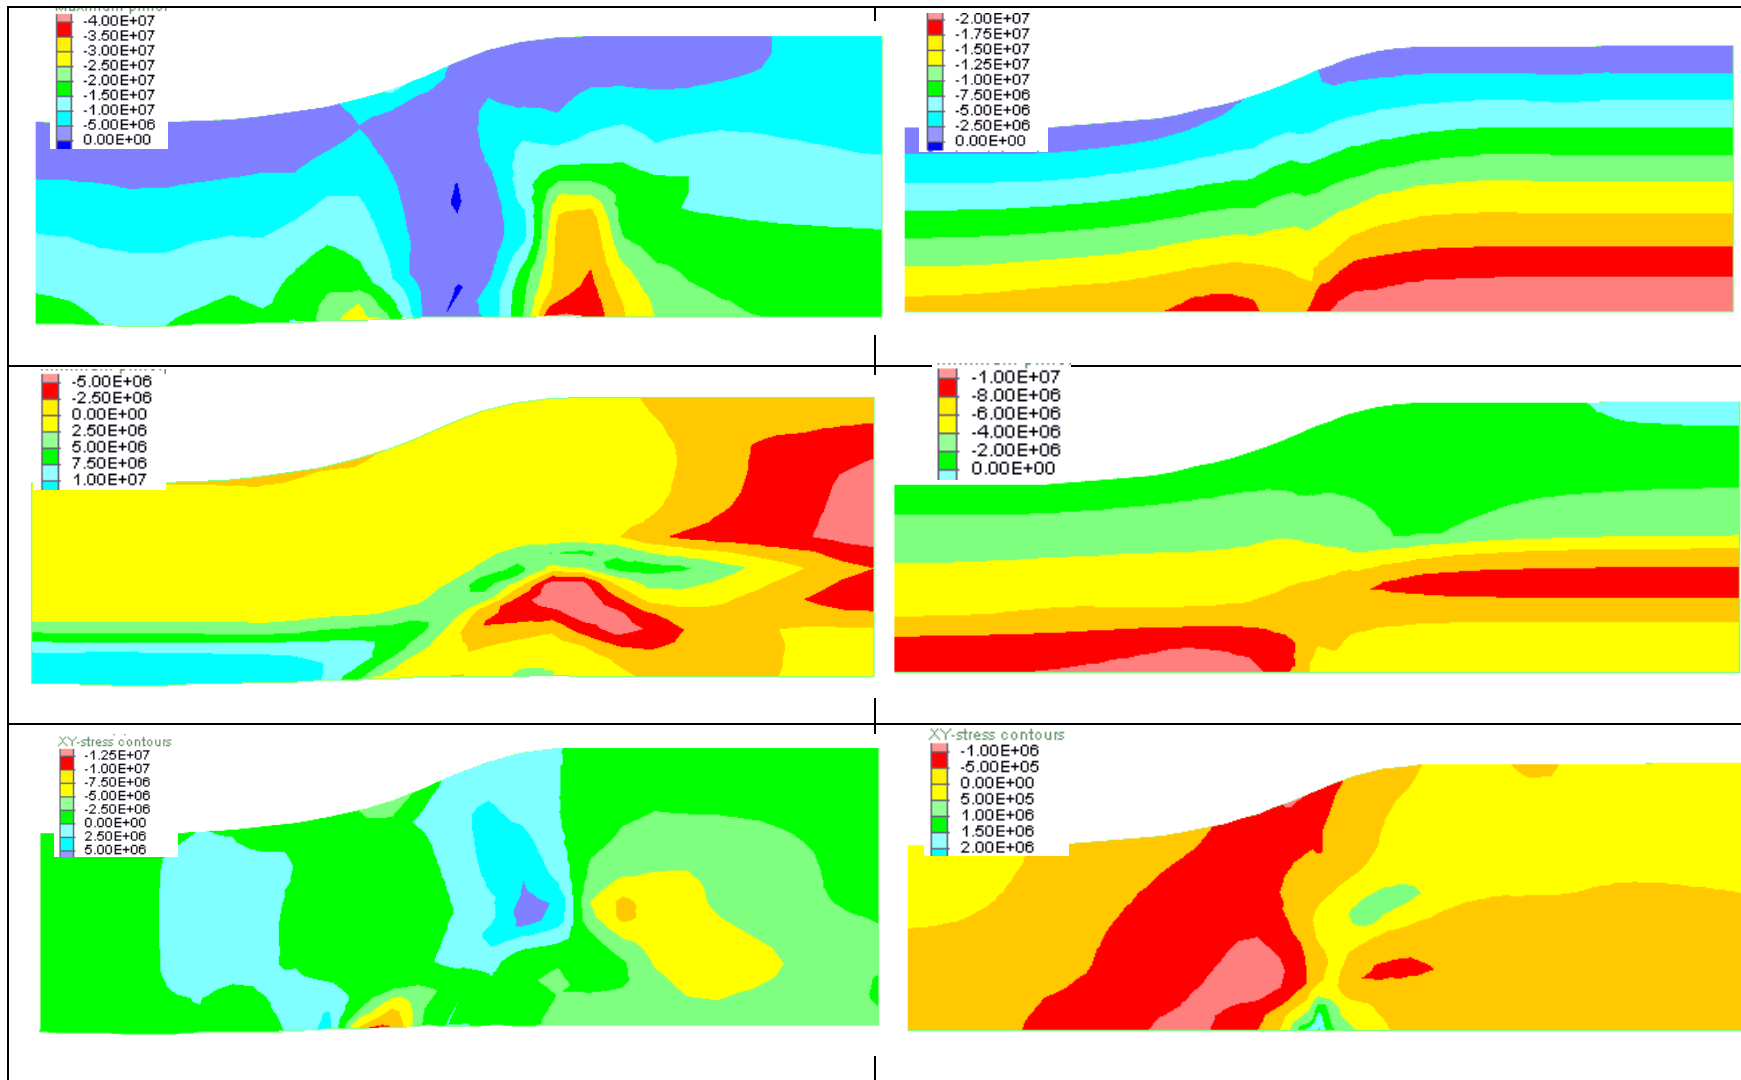 -4.00E+07
-3.50E+07
-3.00E+07
-2.50E+07
-2.00E+07
-1.50E+07
-1.00E+07
-5.00E+06
0.00E+00
-2.00E+07
-1.75E+07
-1.50E+07
-1.25E+07
-1.00E+07
-7.50E+06
-5.00E+06
-2.50E+06
0.00E+00
-5.00E+06
-2.50E+06
0.00E+00
2.50E+06
5.00E+06
7.50E+06
1.00E+07
-1.00E+07
-8.00E+06
-6.00E+06
-4.00E+06
-2.00E+06
0.00E+00
XY-stress contours
-1.25E+07
-1.00E+07
-7.50E+06
-5.00E+06
-2.50E+06
0.00E+00
2.50E+06
5.00E+06
XY-stress contours
-1.00E+06
-5.00E+05
0.00E+00
5.00E+05
1.00E+06
1.50E+06
2.00E+06